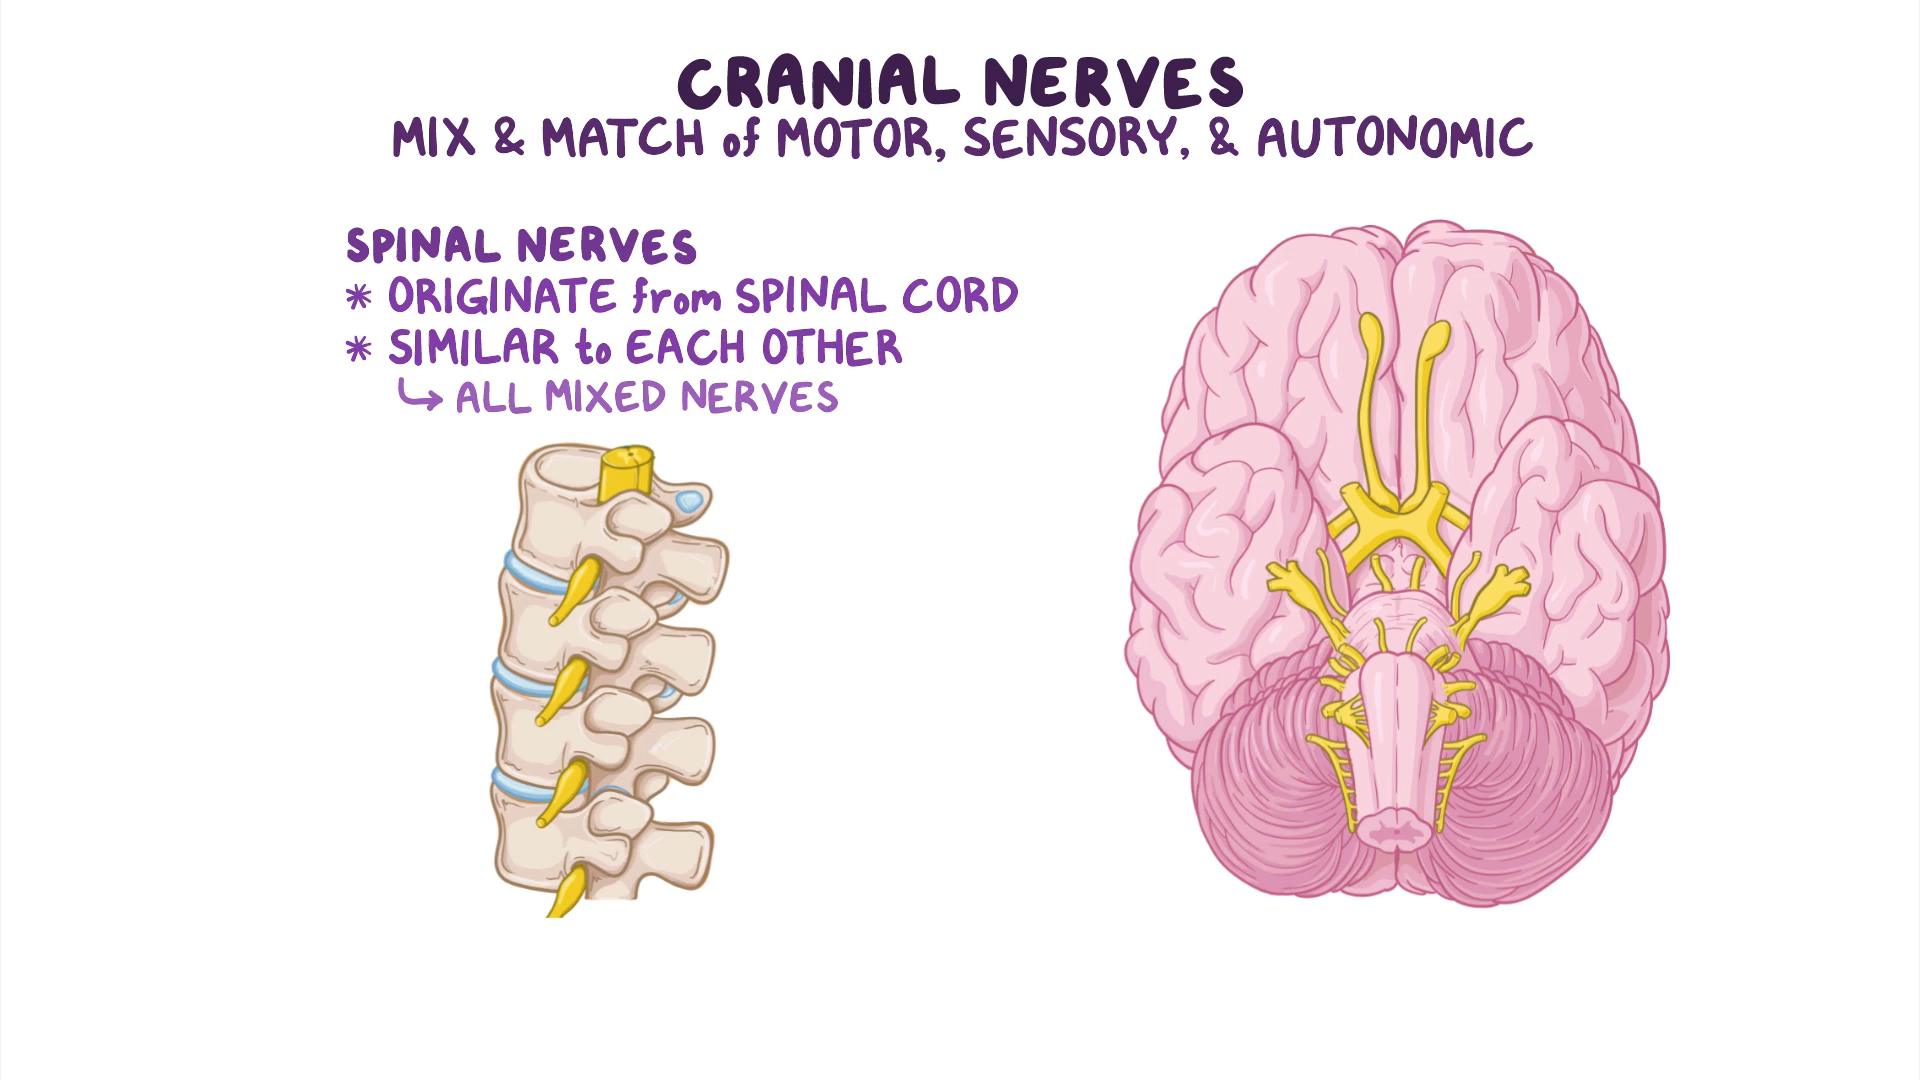 CRANIAL NERVES
MIX & MATCH of MOTOR, SENSORY, & AUTONOMIC
SPINAL NERVES
* ORIGINATE from SPINAL CORD
* SIMILAR to EACH OTHER
↳ ALL MIXED NERVES